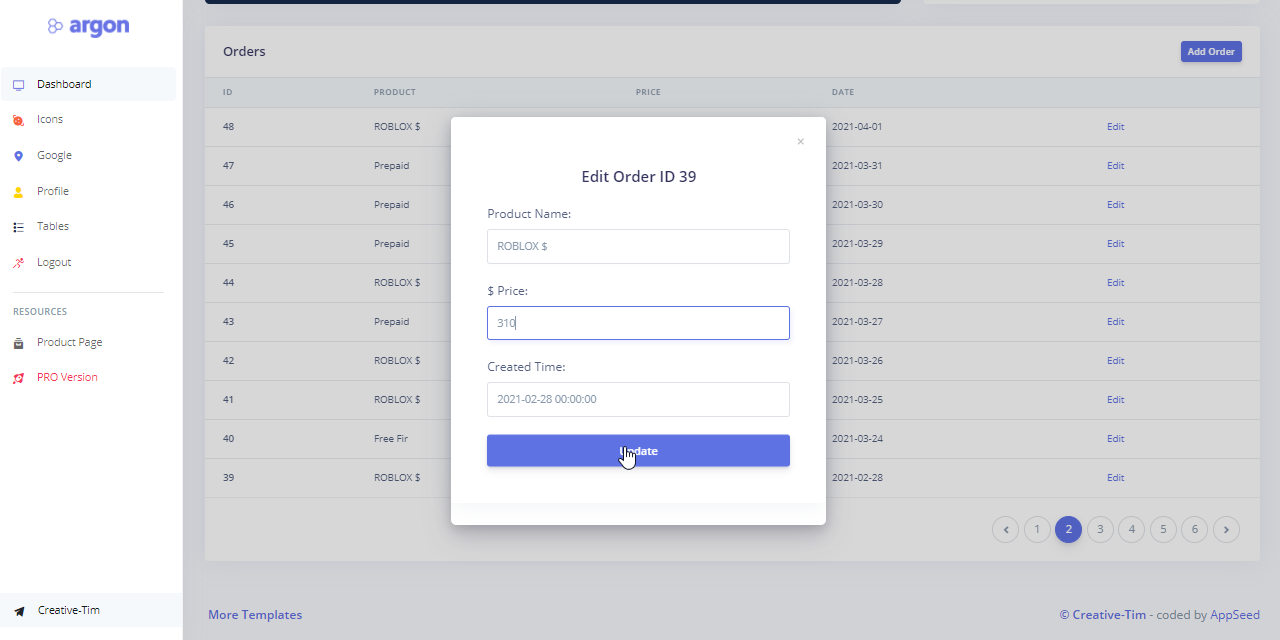 argon
Dashboard
Icons
Google
Profile
Tables
Logout
RESOURCES
Product Page
PRO Version
Creative-Tim
Orders
Add Order
ID PRODUCT PRICE DATE
48 ROBLOX $ 2021-04-01 Edit
47 Prepaid 2021-03-31 Edit
46 Prepaid 2021-03-30 Edit
45 Prepaid 2021-03-29 Edit
44 ROBLOX $ 2021-03-28 Edit
43 Prepaid 2021-03-27 Edit
42 ROBLOX $ 2021-03-26 Edit
41 ROBLOX $ 2021-03-25 Edit
40 Free Fir 2021-03-24 Edit
39 ROBLOX $ 2021-02-28 Edit
×
Edit Order ID 39
Product Name:
ROBLOX $
$ Price:
310
Created Time:
2021-02-28 00:00:00
Update
1 2 3 4 5 6
More Templates
© Creative-Tim - coded by AppSeed